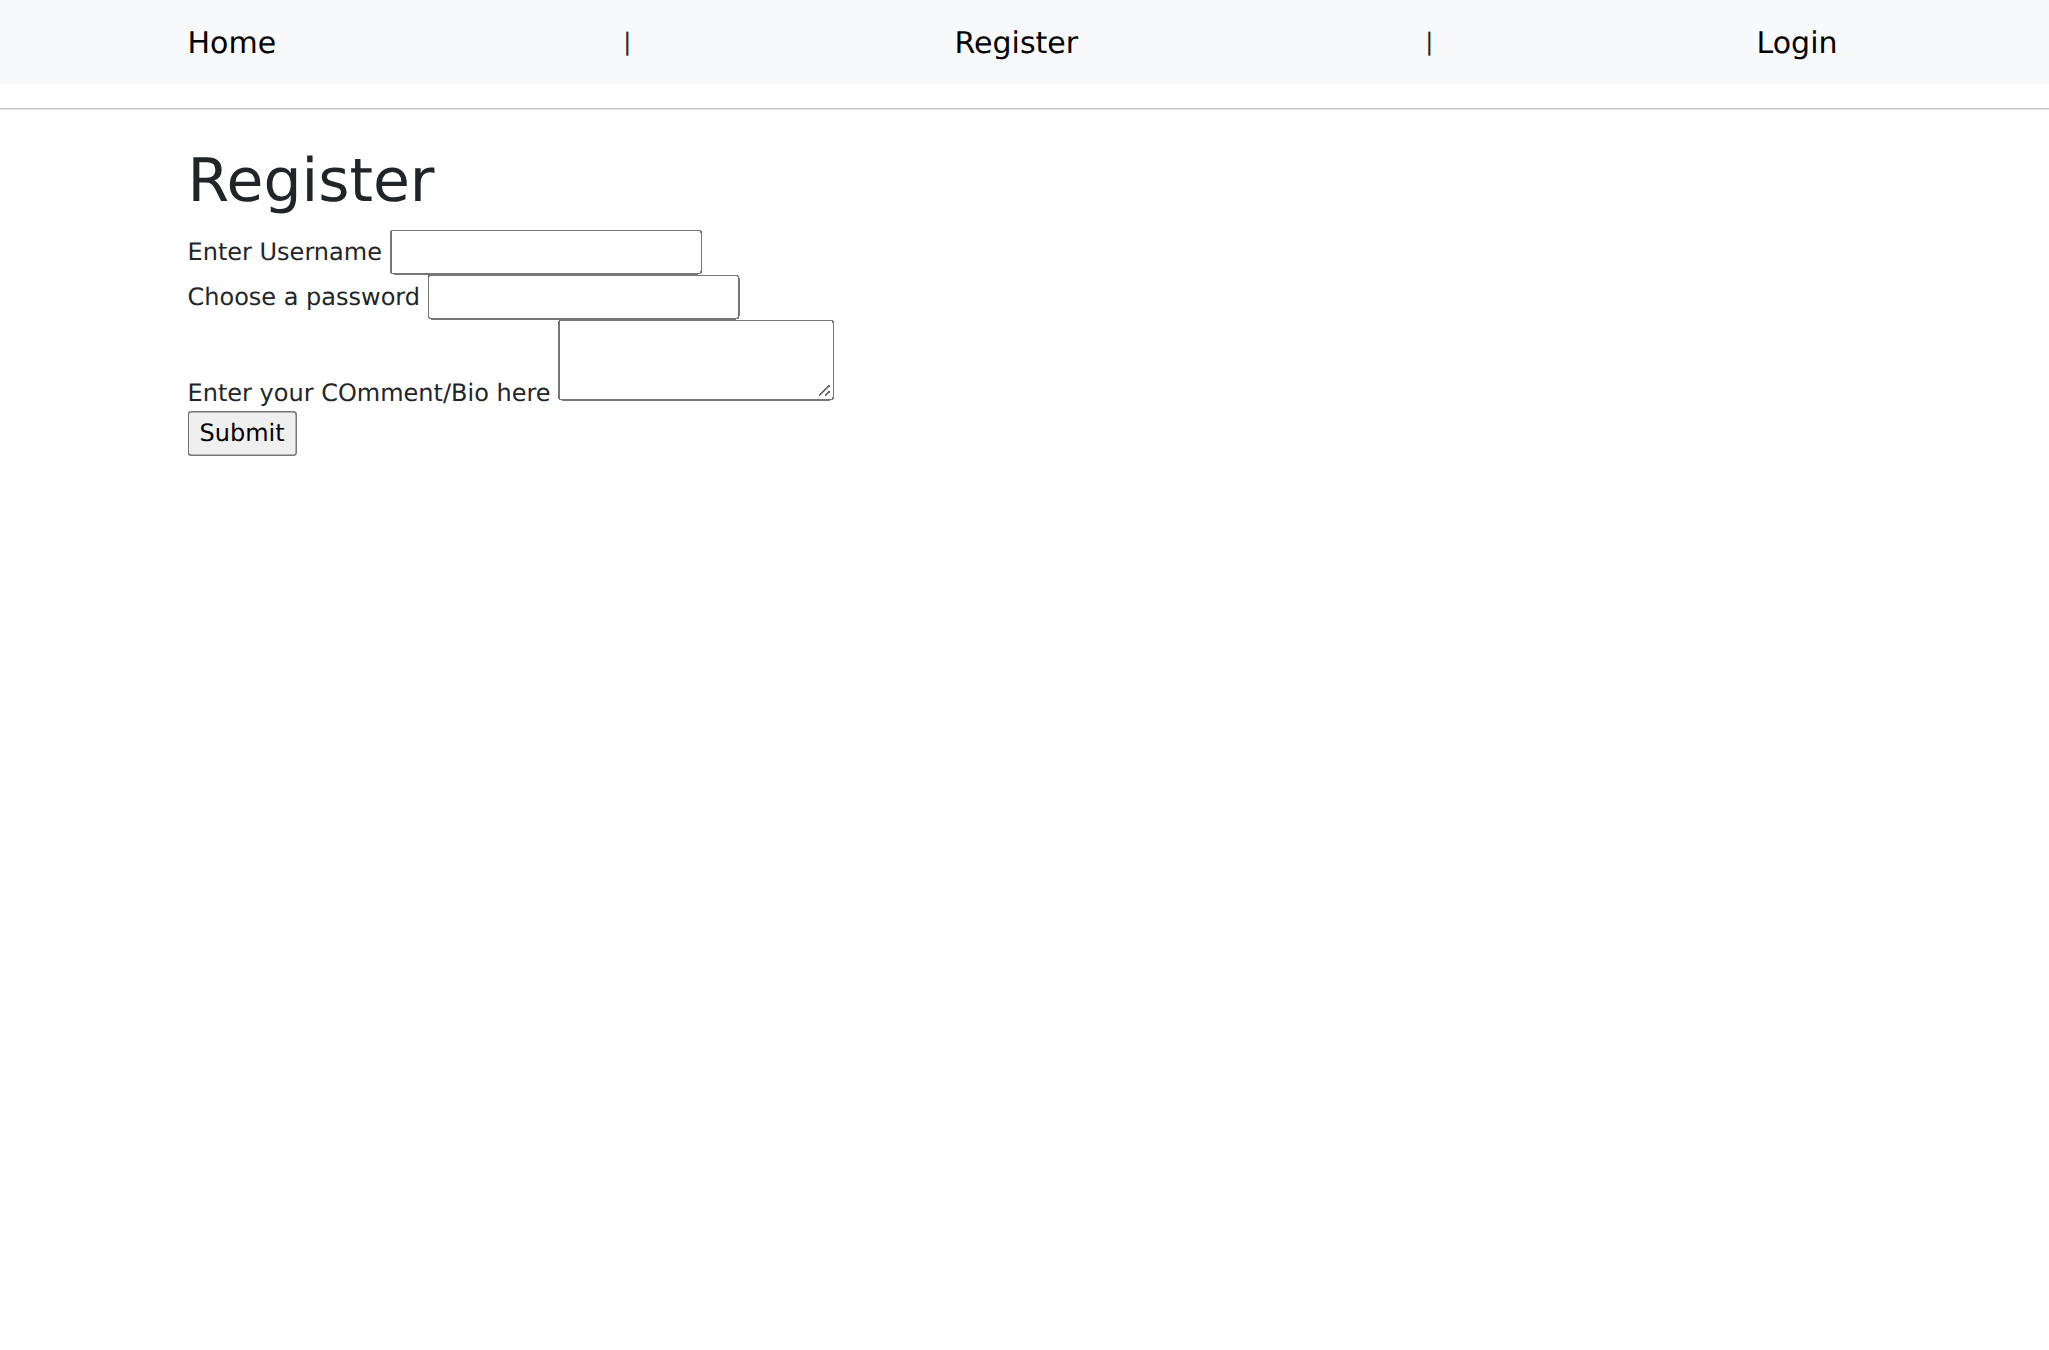 Home | Register | Login
Register
Enter Username
Choose a password
Enter your COmment/Bio here
Submit